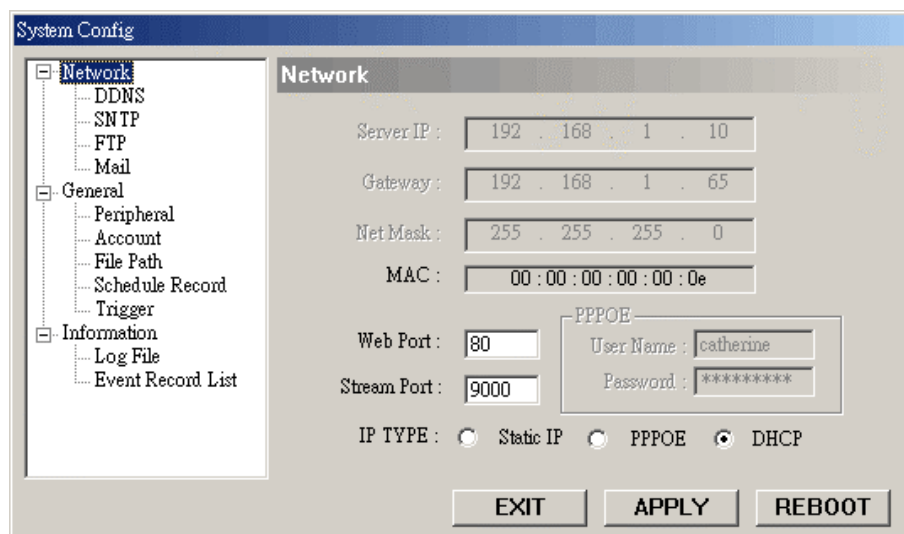 System Config
Network
DDNS
SNTP
FTP
Mail
General
Peripheral
Account
File Path
Schedule Record
Trigger
Information
Log File
Event Record List
Network
Server IP : 192 . 168 . 1 . 10
Gateway : 192 . 168 . 1 . 65
Net Mask : 255 . 255 . 255 . 0
MAC : 00 : 00 : 00 : 00 : 00 : 0e
Web Port : 80
Stream Port : 9000
PPPOE
User Name : catherine
Password : *********
IP TYPE : Static IP PPPOE DHCP
EXIT APPLY REBOOT